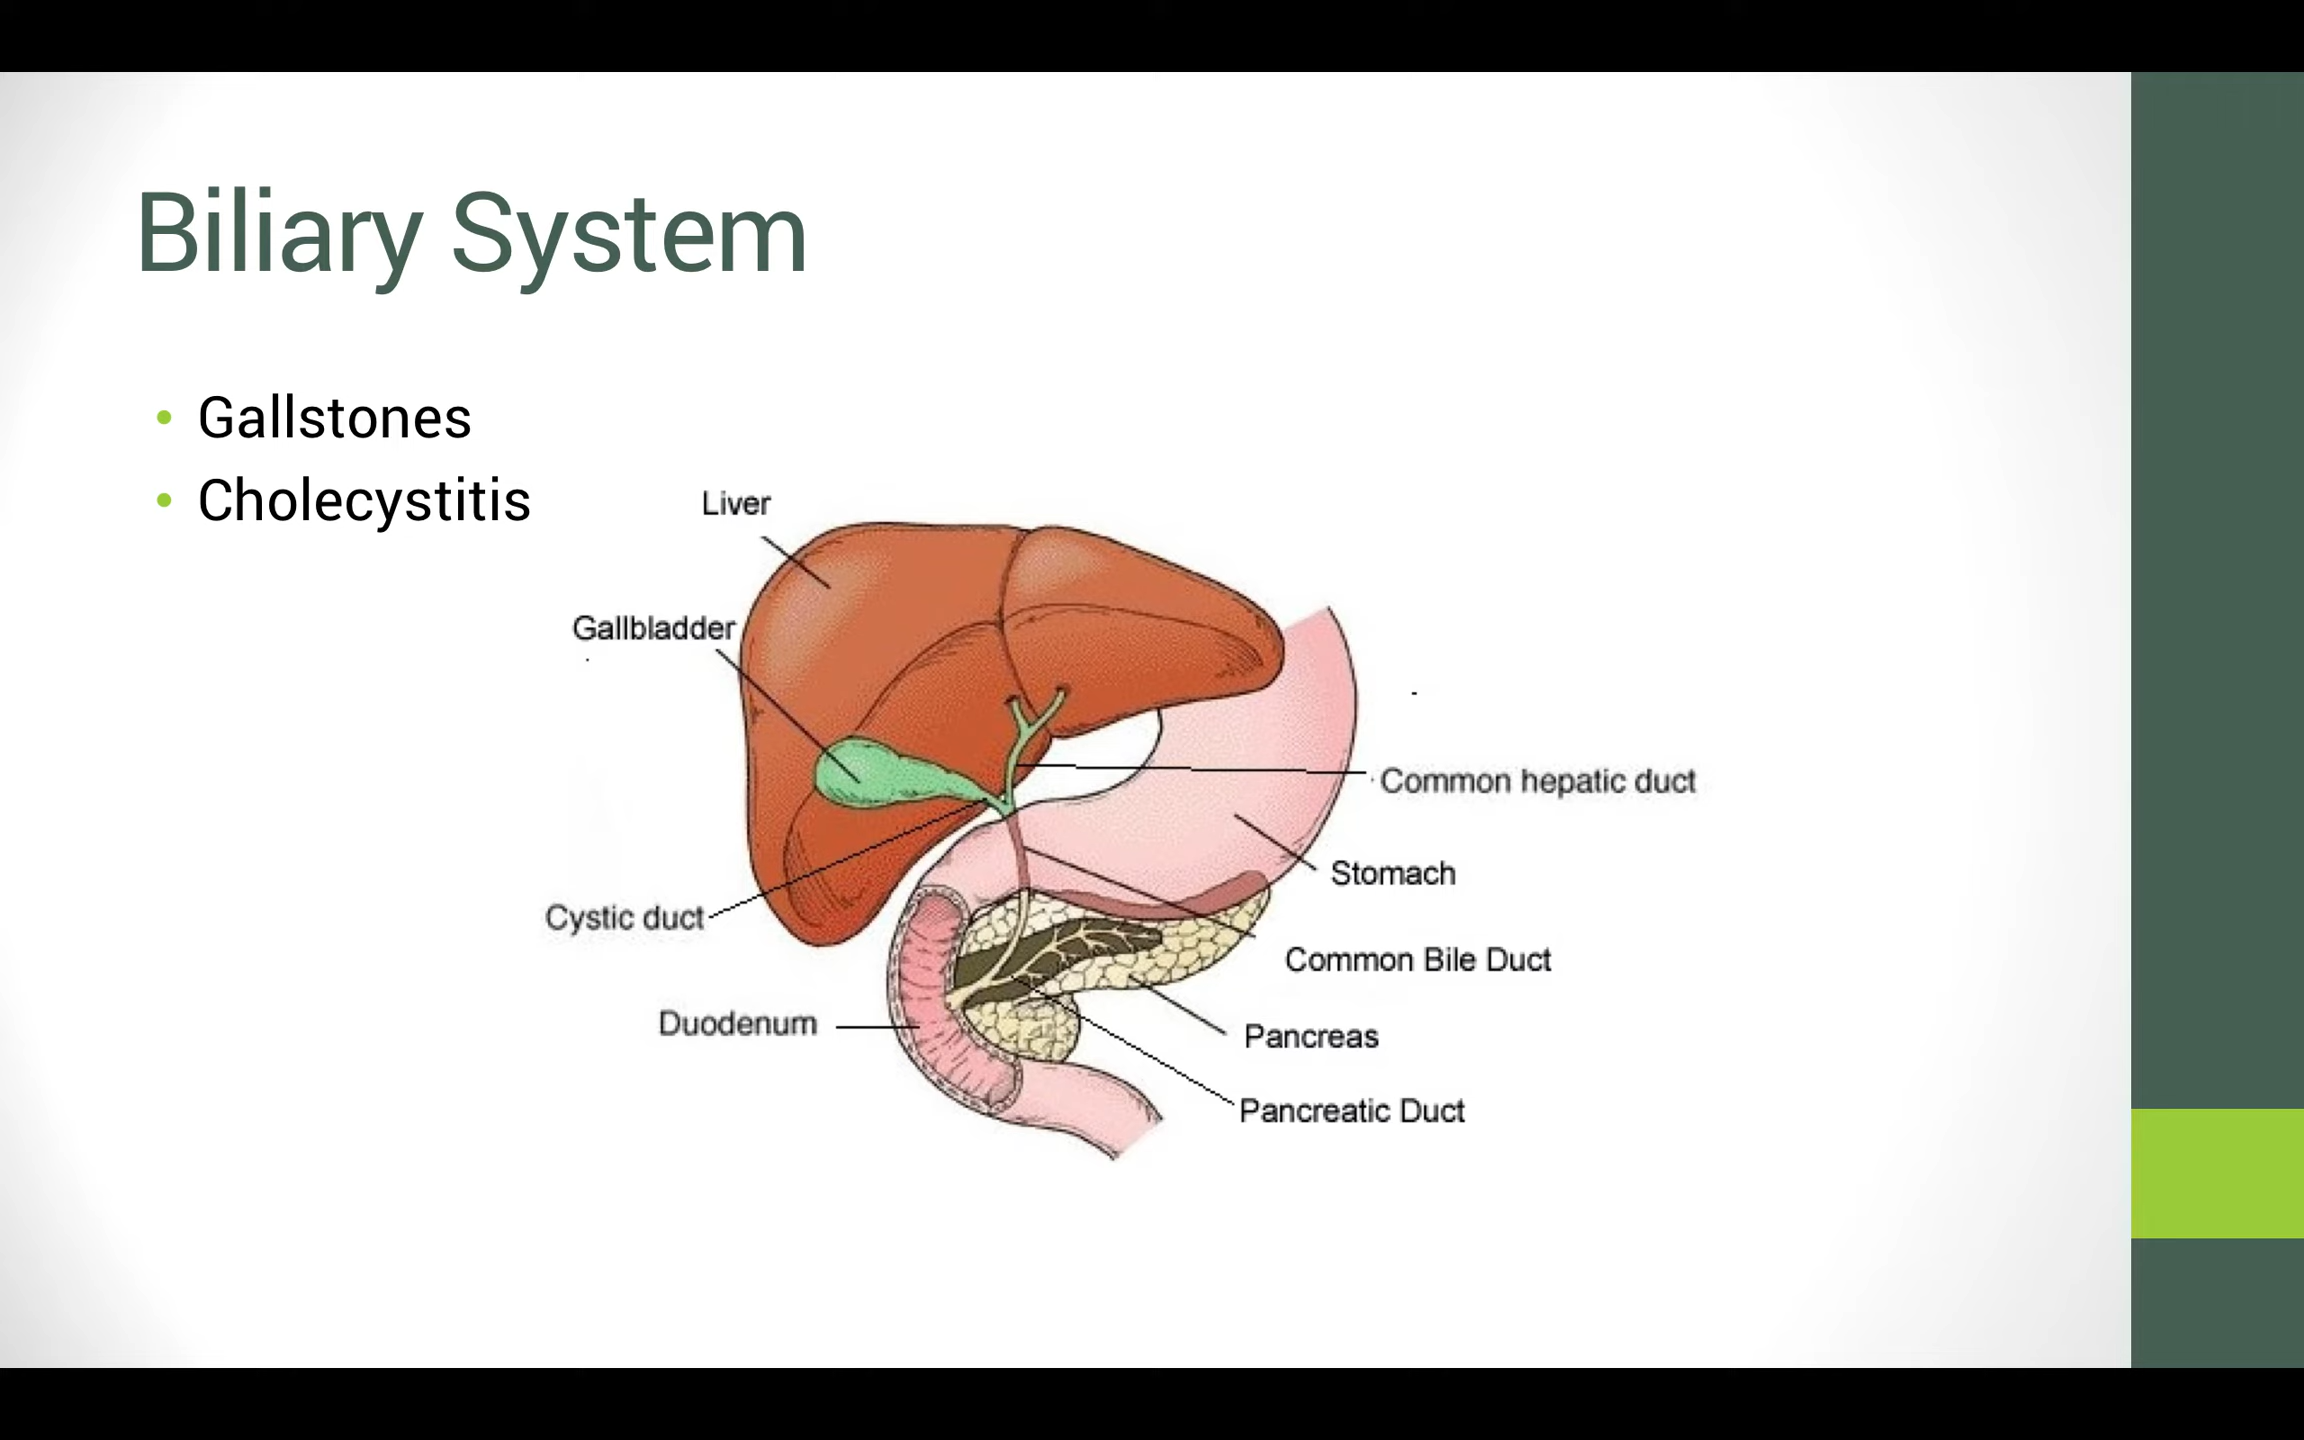 Biliary System
• Gallstones
• Cholecystitis
Liver
Gallbladder
Common hepatic duct
Stomach
Cystic duct
Common Bile Duct
Duodenum
Pancreas
Pancreatic Duct